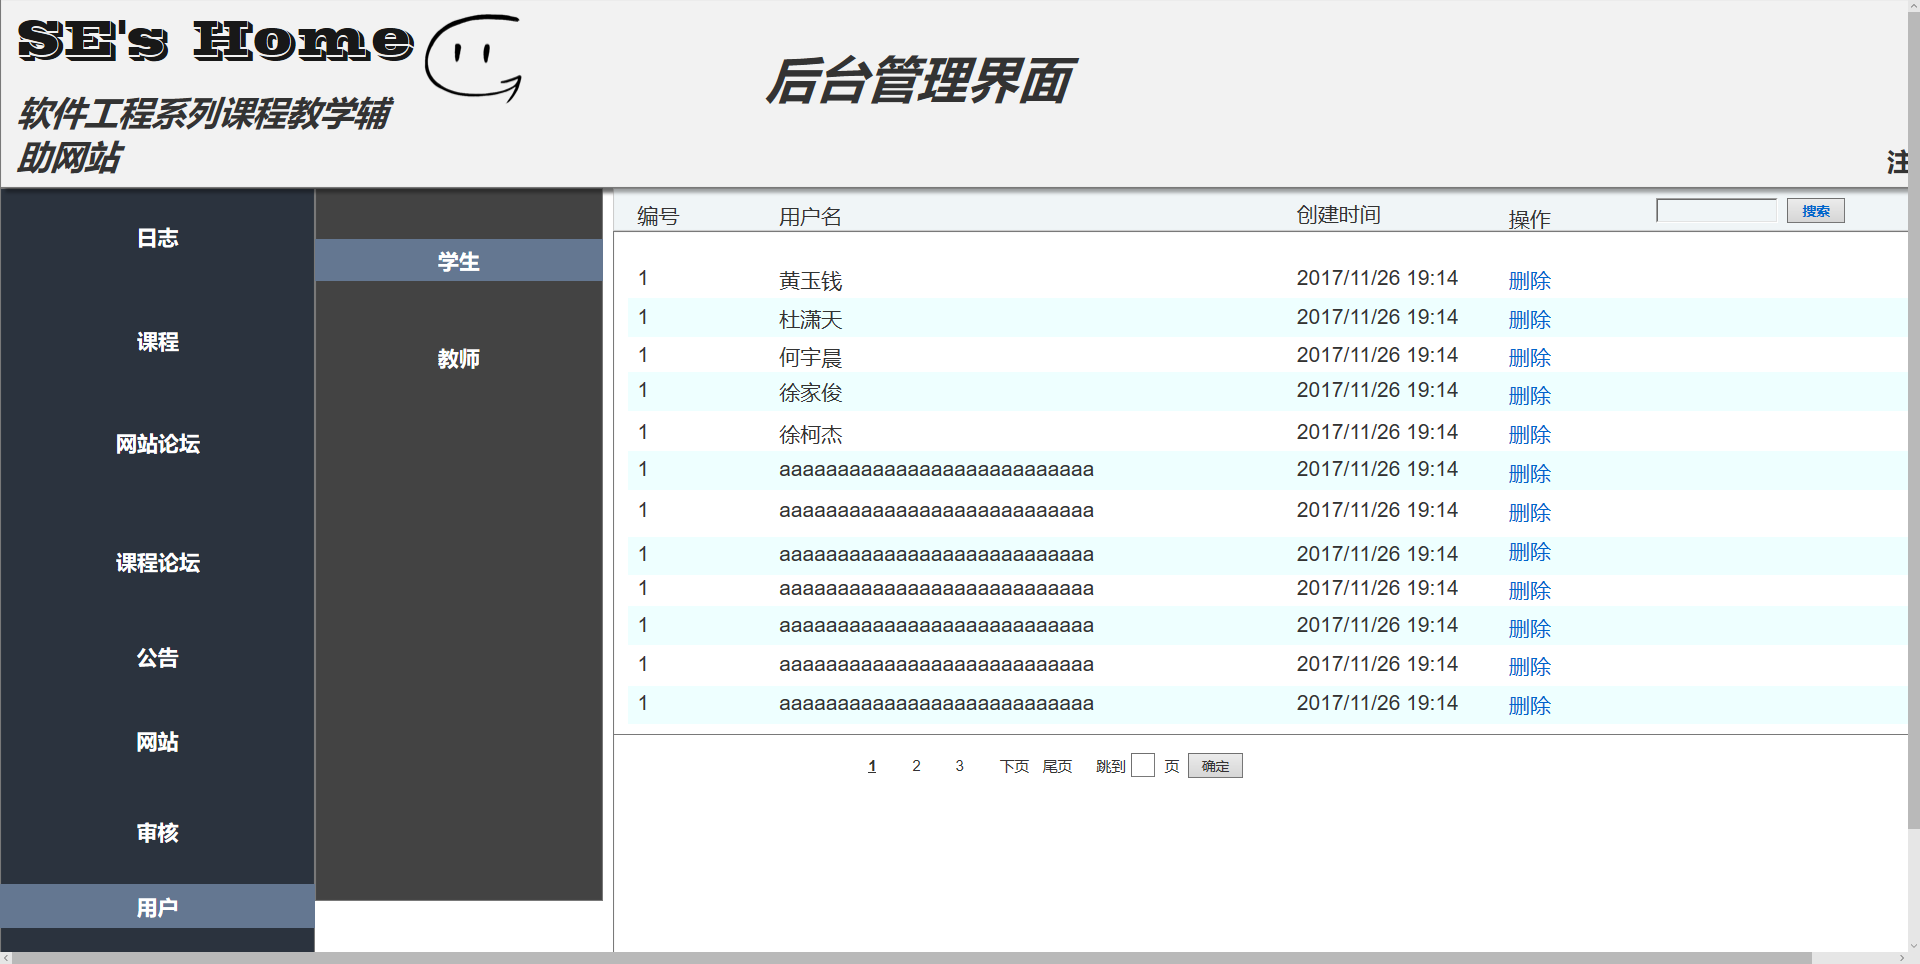 SE's Home
软件工程系列课程教学辅
助网站
后台管理界面
注
日志
课程
网站论坛
课程论坛
公告
网站
审核
用户
学生
教师
编号 用户名 创建时间 操作 搜索
1 黄玉钱 2017/11/26 19:14 删除
1 杜潇天 2017/11/26 19:14 删除
1 何宇晨 2017/11/26 19:14 删除
1 徐家俊 2017/11/26 19:14 删除
1 徐柯杰 2017/11/26 19:14 删除
1 aaaaaaaaaaaaaaaaaaaaaaaaaaa 2017/11/26 19:14 删除
1 aaaaaaaaaaaaaaaaaaaaaaaaaaa 2017/11/26 19:14 删除
1 aaaaaaaaaaaaaaaaaaaaaaaaaaa 2017/11/26 19:14 删除
1 aaaaaaaaaaaaaaaaaaaaaaaaaaa 2017/11/26 19:14 删除
1 aaaaaaaaaaaaaaaaaaaaaaaaaaa 2017/11/26 19:14 删除
1 aaaaaaaaaaaaaaaaaaaaaaaaaaa 2017/11/26 19:14 删除
1 aaaaaaaaaaaaaaaaaaaaaaaaaaa 2017/11/26 19:14 删除
1 2 3 下页 尾页 跳到 页 确定